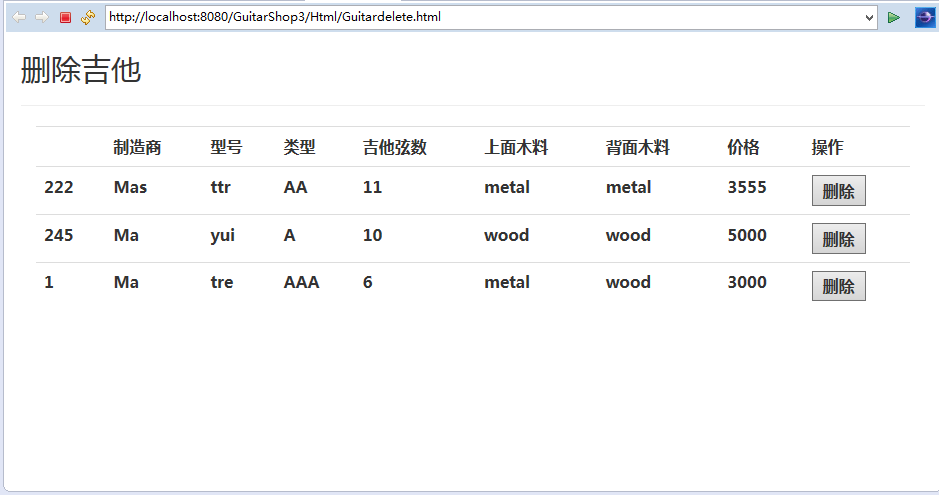 http://localhost:8080/GuitarShop3/Html/Guitardelete.html
删除吉他
制造商 型号 类型 吉他弦数 上面木料 背面木料 价格 操作
222 Mas ttr AA 11 metal metal 3555 删除
245 Ma yui A 10 wood wood 5000 删除
1 Ma tre AAA 6 metal wood 3000 删除